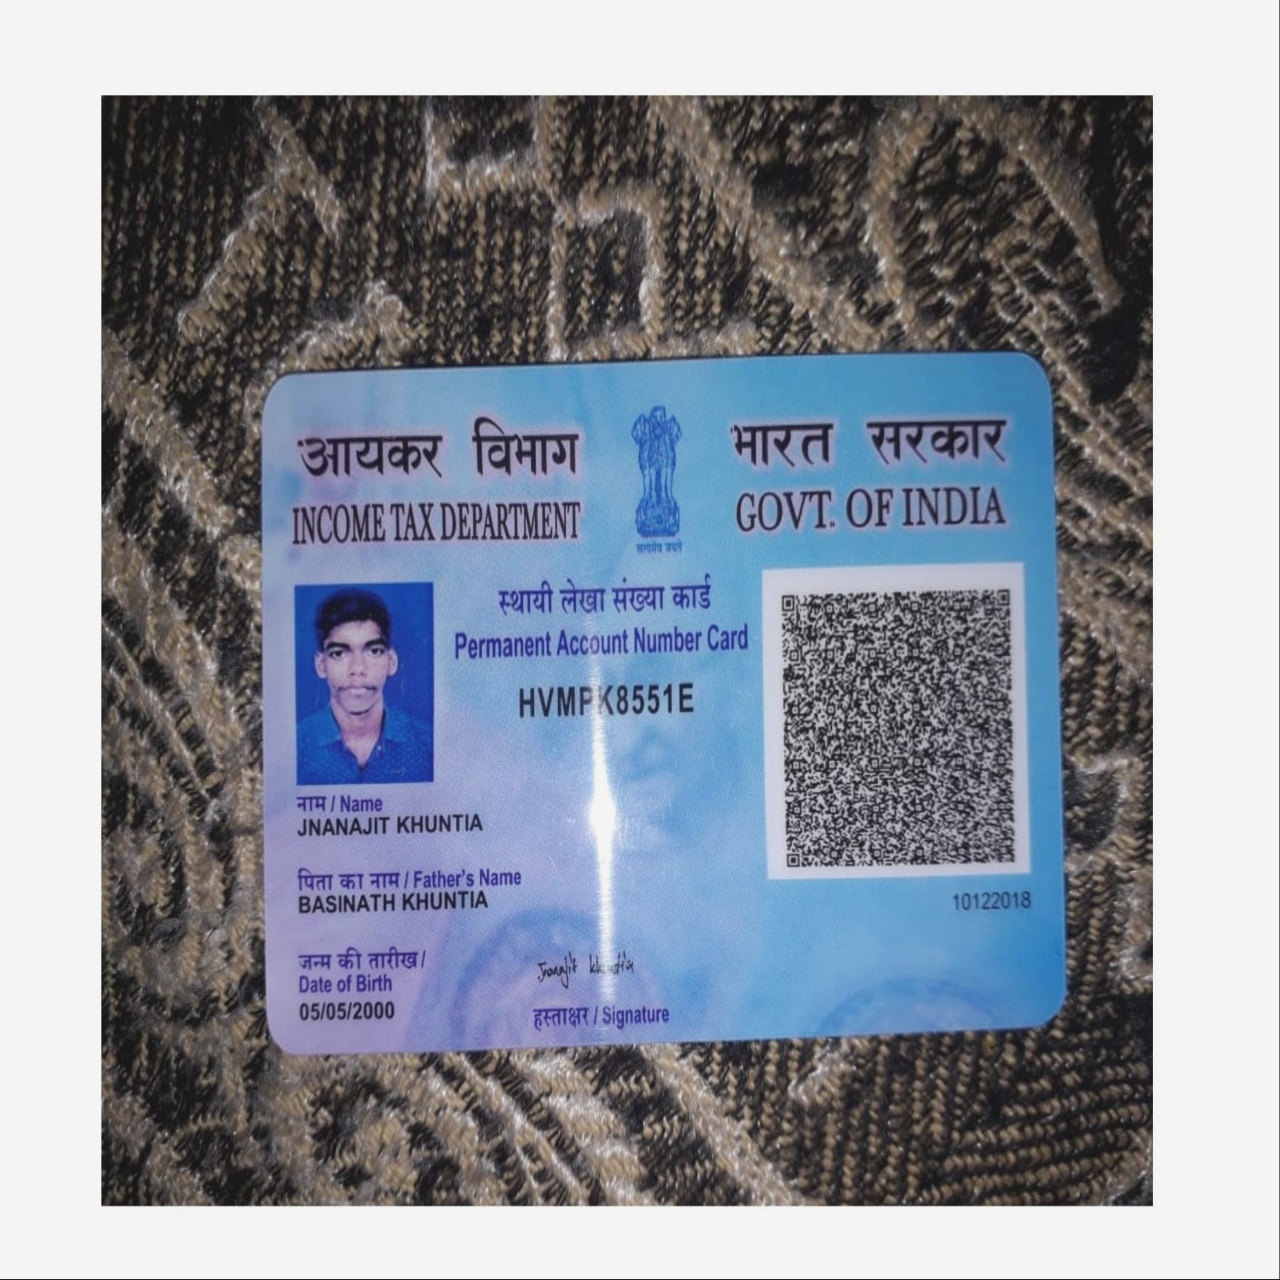 आयकर विभाग
INCOME TAX DEPARTMENT
सत्यमेव जयते
भारत सरकार
GOVT. OF INDIA
स्थायी लेखा संख्या कार्ड
Permanent Account Number Card
HVMPK8551E
नाम / Name
JNANAJIT KHUNTIA
पिता का नाम / Father's Name
BASINATH KHUNTIA
10122018
जन्म की तारीख /
Date of Birth
05/05/2000
Jnanajit khuntia
हस्ताक्षर / Signature